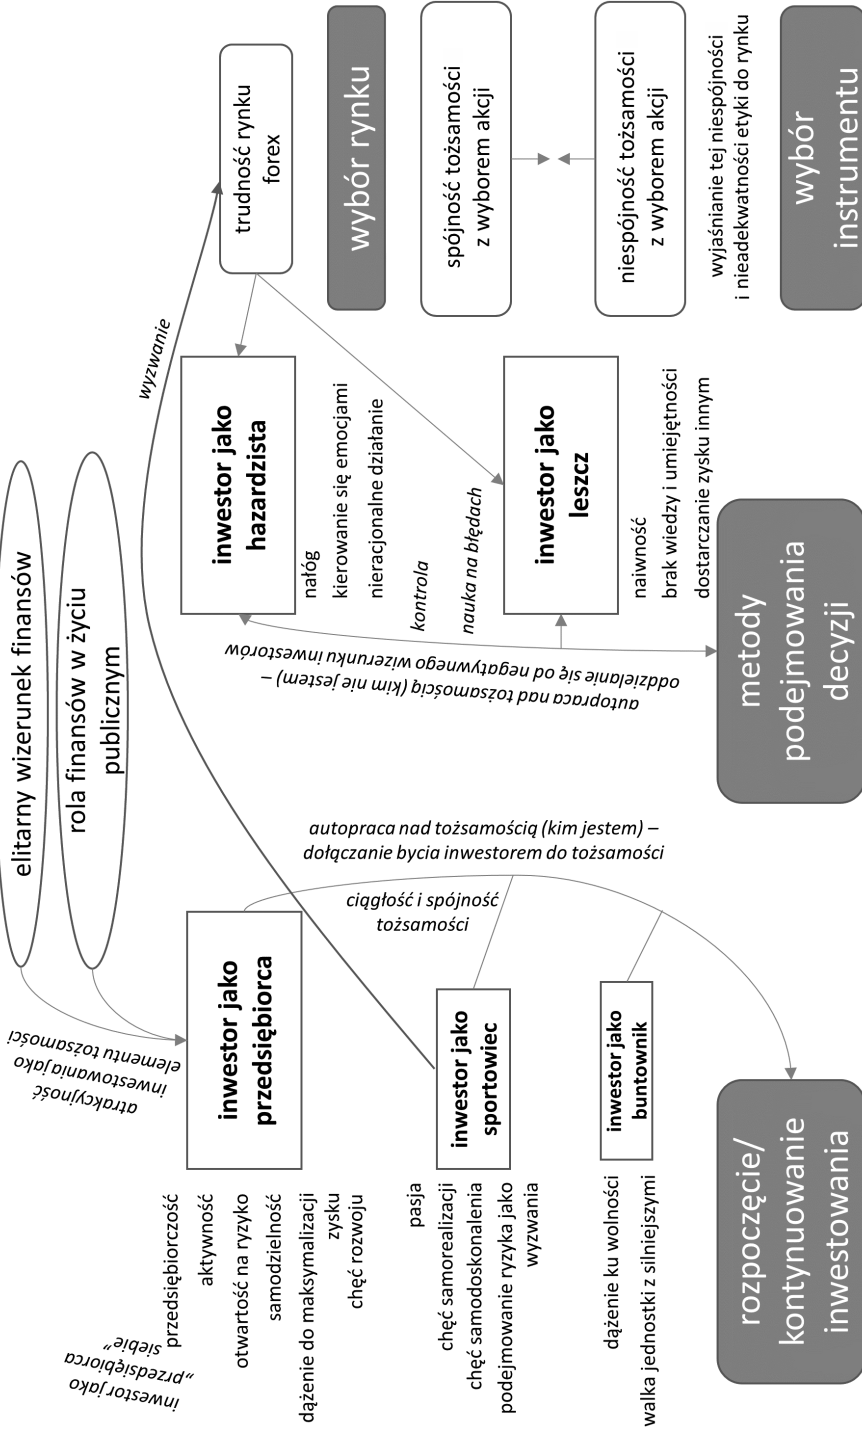 elitarny wizerunek finansów
rola finansów w życiu
publicznym
atrakcyjność
inwestowania jako
elementu tożsamości
inwestor jako
„przedsiębiorca
siebie”
przedsiębiorczość
aktywność
otwartość na ryzyko
samodzielność
dążenie do maksymalizacji
zysku
chęć rozwoju
inwestor jako
przedsiębiorca
pasja
chęć samorealizacji
chęć samodoskonalenia
podejmowanie ryzyka jako
wyzwania
inwestor jako
sportowiec
dążenie ku wolności
walka jednostki z silniejszymi
inwestor jako
buntownik
ciągłość i spójność
tożsamości
autopraca nad tożsamością (kim jestem) –
dołączanie bycia inwestorem do tożsamości
rozpoczęcie/
kontynuowanie
inwestowania
wyzwanie
inwestor jako
hazardzista
nałóg
kierowanie się emocjami
nieracjonalne działanie
kontrola
nauka na błędach
inwestor jako
leszcz
naiwność
brak wiedzy i umiejętności
dostarczanie zysku innym
autopraca nad tożsamością (kim nie jestem) –
oddzielanie się od negatywnego wizerunku inwestorów
metody
podejmowania
decyzji
trudność rynku
forex
wybór rynku
spójność tożsamości
z wyborem akcji
niespójność tożsamości
z wyborem akcji
wyjaśnianie tej niespójności
i nieadekwatności etyki do rynku
wybór
instrumentu